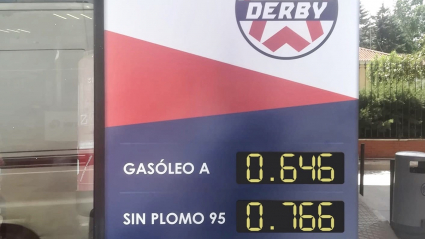 DERBY
GASÓLEO A 0.646
SIN PLOMO 95 0.766